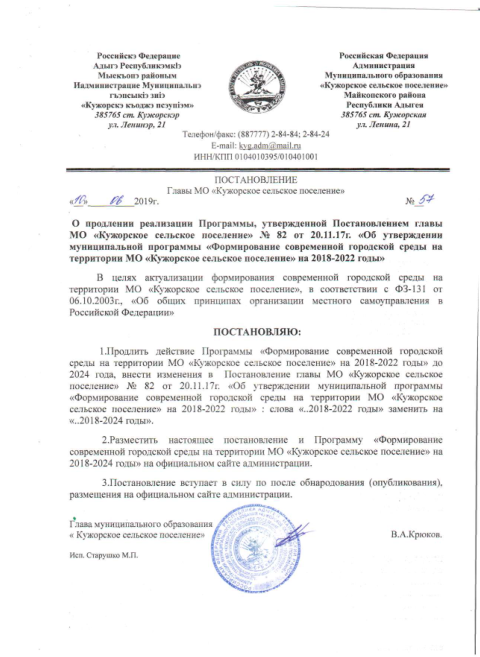 Российскэ Федерацие
Адыгэ Республикэмкlэ
Мыекъопэ районым
Иадминистрацие Муниципальнэ
гъэпсыкlэ зиlэ
«Кужорскэ къоджэ псэупlэм»
385765 ст. Кужорскэр
ул. Ленинэр, 21
Российская Федерация
Администрация
Муниципального образования
«Кужорское сельское поселение»
Майкопского района
Республики Адыгея
385765 ст. Кужорская
ул. Ленина, 21
Телефон/факс: (887777) 2-84-84; 2-84-24
E-mail: kyg.adm@mail.ru
ИНН/КПП 0104010395/010401001
ПОСТАНОВЛЕНИЕ
Главы МО «Кужорское сельское поселение»
«18» 06 2019г. № 57
О продлении реализации Программы, утвержденной Постановлением главы
МО «Кужорское сельское поселение» № 82 от 20.11.17г. «Об утверждении
муниципальной программы «Формирование современной городской среды на
территории МО «Кужорское сельское поселение» на 2018-2022 годы»
В целях актуализации формирования современной городской среды на
территории МО «Кужорское сельское поселение», в соответствии с ФЗ-131 от
06.10.2003г., «Об общих принципах организации местного самоуправления в
Российской Федерации»
ПОСТАНОВЛЯЮ:
1.Продлить действие Программы «Формирование современной городской
среды на территории МО «Кужорское сельское поселение» на 2018-2022 годы» до
2024 года, внести изменения в Постановление главы МО «Кужорское сельское
поселение» № 82 от 20.11.17г. «Об утверждении муниципальной программы
«Формирование современной городской среды на территории МО «Кужорское
сельское поселение» на 2018-2022 годы» : слова «..2018-2022 годы» заменить на
«..2018-2024 годы».
2.Разместить настоящее постановление и Программу «Формирование
современной городской среды на территории МО «Кужорское сельское поселение» на
2018-2024 годы» на официальном сайте администрации.
3.Постановление вступает в силу по после обнародования (опубликования),
размещения на официальном сайте администрации.
Глава муниципального образования
« Кужорское сельское поселение» В.А.Крюков.
Исп. Старушко М.П.